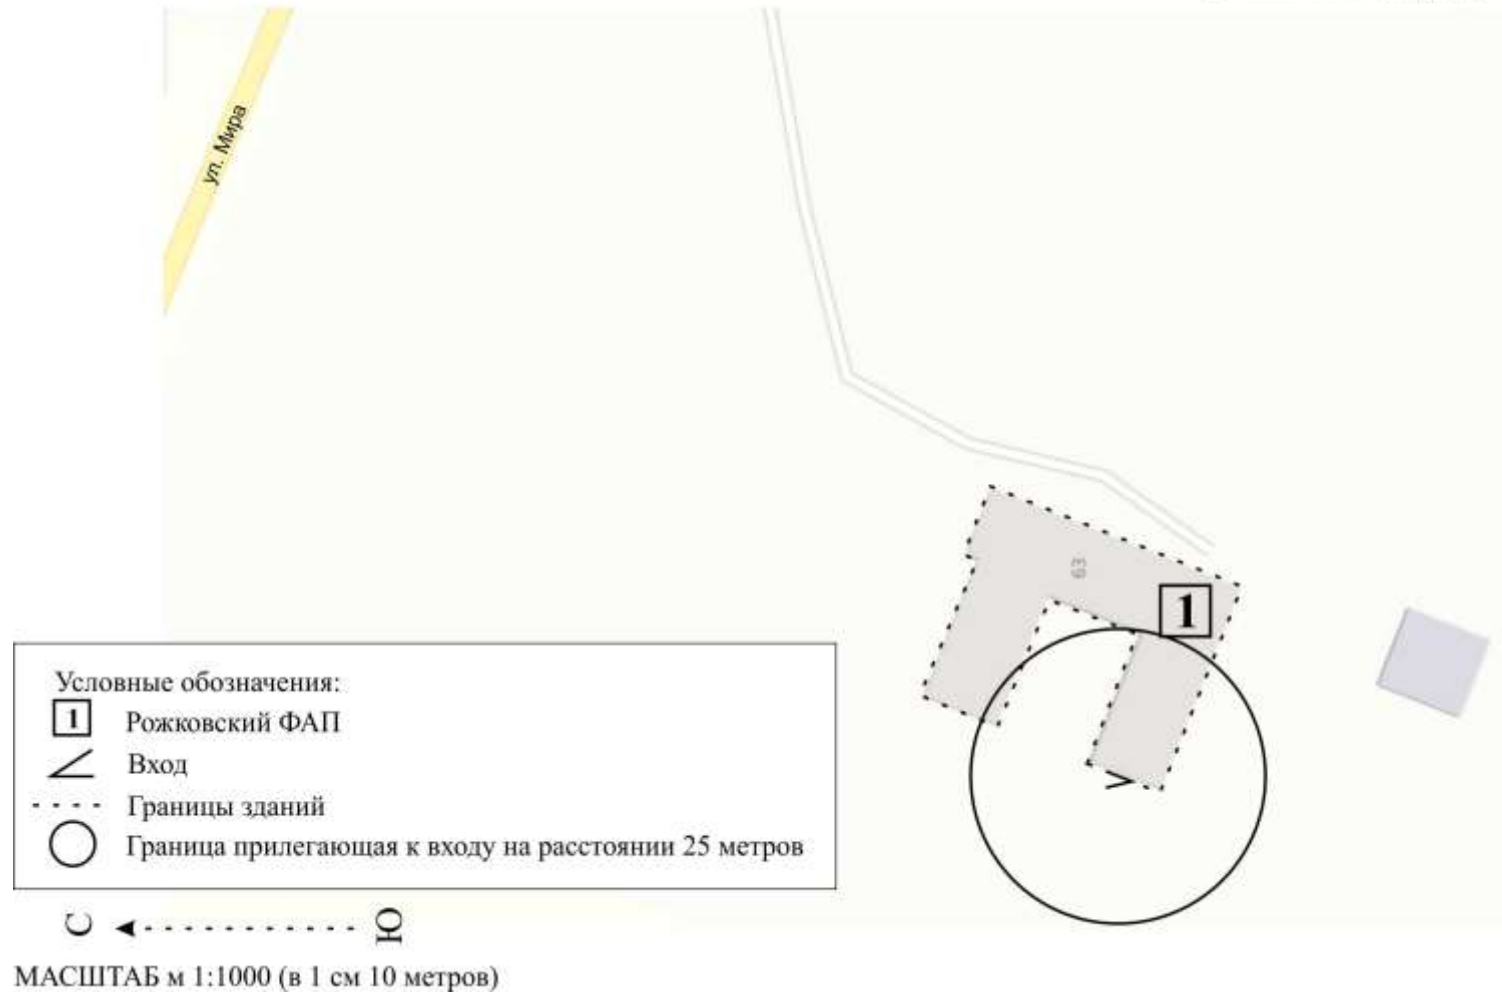 ул. Мира
63
1
Условные обозначения:
1 Рожковский ФАП
Вход
Границы зданий
Граница прилегающая к входу на расстоянии 25 метров
С Ю
МАСШТАБ м 1:1000 (в 1 см 10 метров)